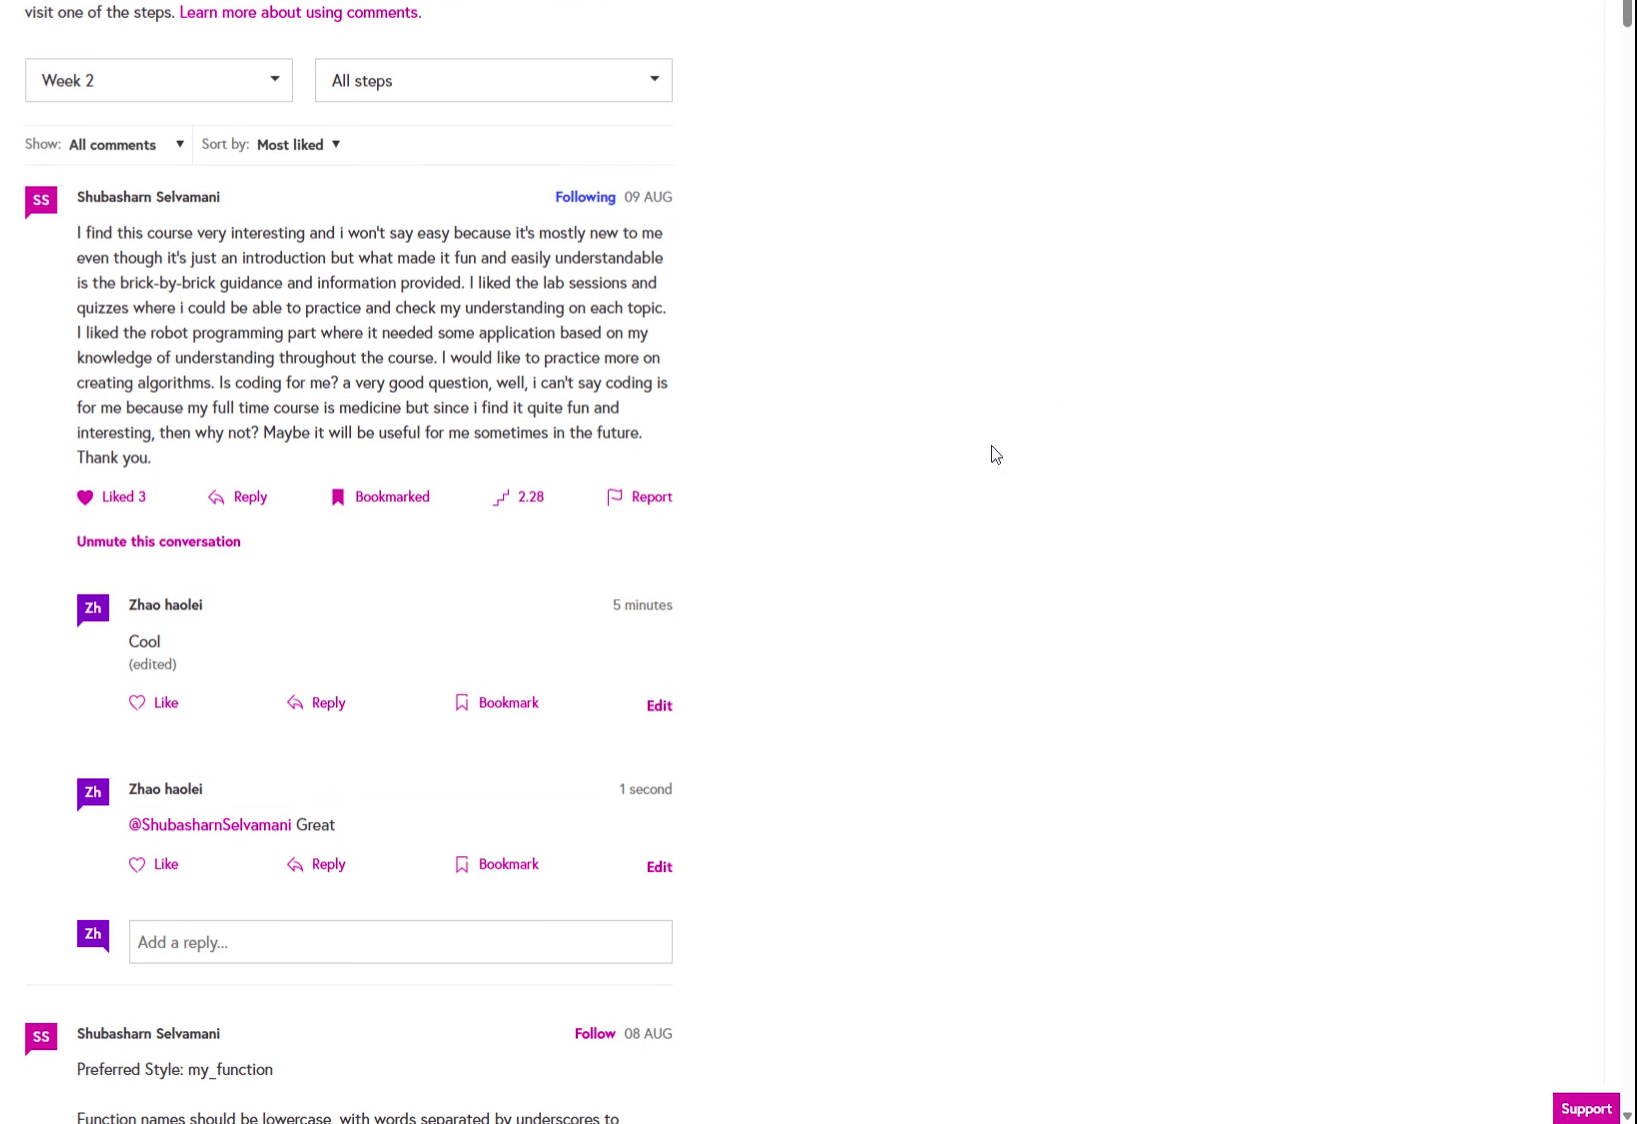 visit one of the steps. Learn more about using comments.
Week 2
All steps
Show: All comments ▼ Sort by: Most liked ▼
SS
Shubasharn Selvamani
Following 09 AUG
I find this course very interesting and i won't say easy because it's mostly new to me
even though it's just an introduction but what made it fun and easily understandable
is the brick-by-brick guidance and information provided. I liked the lab sessions and
quizzes where i could be able to practice and check my understanding on each topic.
I liked the robot programming part where it needed some application based on my
knowledge of understanding throughout the course. I would like to practice more on
creating algorithms. Is coding for me? a very good question, well, i can't say coding is
for me because my full time course is medicine but since i find it quite fun and
interesting, then why not? Maybe it will be useful for me sometimes in the future.
Thank you.
Liked 3 Reply Bookmarked 2.28 Report
Unmute this conversation
Zh
Zhao haolei
5 minutes
Cool
(edited)
Like Reply Bookmark Edit
Zh
Zhao haolei
1 second
@ShubasharnSelvamani Great
Like Reply Bookmark Edit
Zh
Add a reply...
SS
Shubasharn Selvamani
Follow 08 AUG
Preferred Style: my_function
Function names should be lowercase, with words separated by underscores to
Support